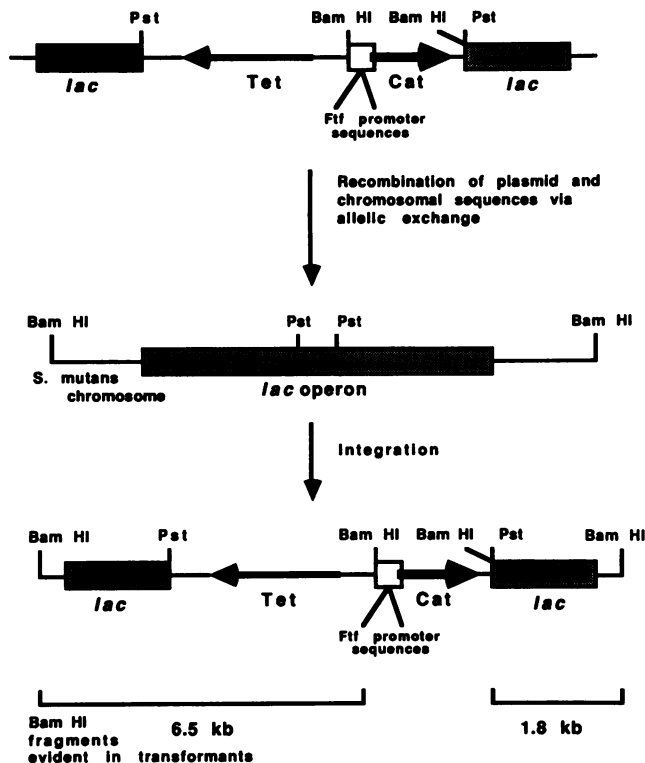 Pst Bam HI Bam HI Pst
lac Tet Cat lac
Ftf promoter
sequences
Recombination of plasmid and
chromosomal sequences via
allelic exchange
Bam HI Pst Pst Bam HI
S. mutans
chromosome
lac operon
Integration
Bam HI Pst Bam HI Bam HI Pst Bam HI
lac Tet Cat lac
Ftf promoter
sequences
Bam HI
fragments
evident in transformants
6.5 kb 1.8 kb